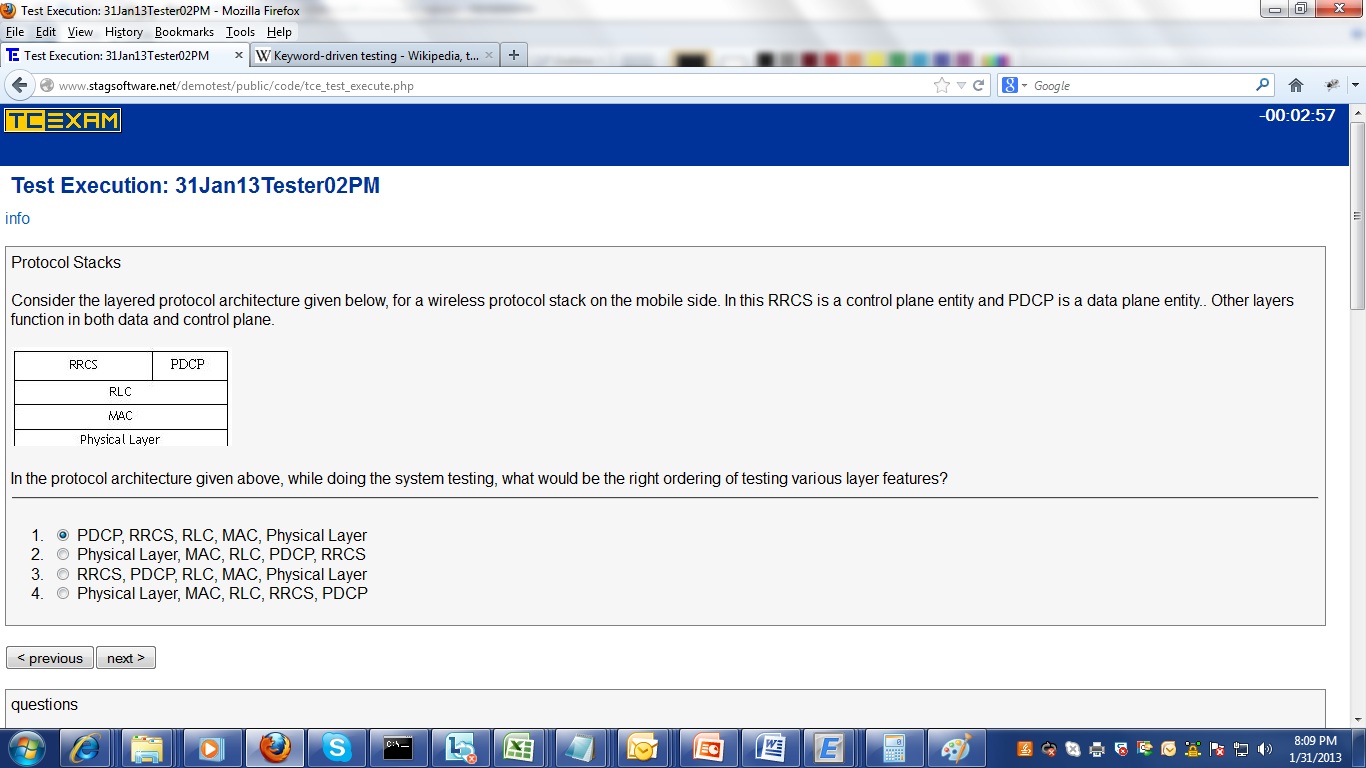 Test Execution: 31Jan13Tester02PM - Mozilla Firefox
File Edit View History Bookmarks Tools Help
Test Execution: 31Jan13Tester02PM × Keyword-driven testing - Wikipedia, t... × +
www.stagsoftware.net/demotest/public/code/tce_test_execute.php Google
TCEXAM -00:02:57
Test Execution: 31Jan13Tester02PM
info
Protocol Stacks
Consider the layered protocol architecture given below, for a wireless protocol stack on the mobile side. In this RRCS is a control plane entity and PDCP is a data plane entity.. Other layers
function in both data and control plane.
RRCS PDCP
RLC
MAC
Physical Layer
In the protocol architecture given above, while doing the system testing, what would be the right ordering of testing various layer features?
1. PDCP, RRCS, RLC, MAC, Physical Layer
2. Physical Layer, MAC, RLC, PDCP, RRCS
3. RRCS, PDCP, RLC, MAC, Physical Layer
4. Physical Layer, MAC, RLC, RRCS, PDCP
< previous next >
questions
8:09 PM
1/31/2013